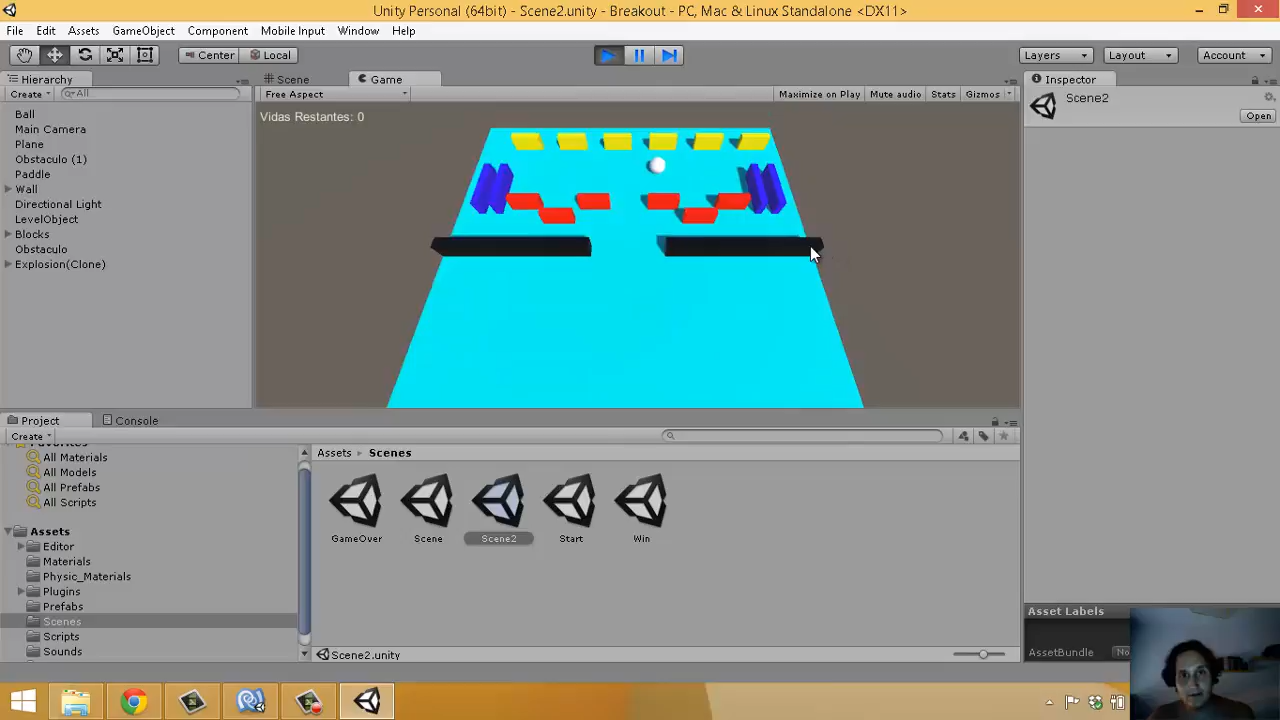 Unity Personal (64bit) - Scene2.unity - Breakout - PC, Mac & Linux Standalone <DX11>
File Edit Assets GameObject Component Mobile Input Window Help
Center Local Layers Layout Account
Hierarchy Scene Game Inspector
Create All Free Aspect Maximize on Play Mute audio Stats Gizmos Scene2
Open
Vidas Restantes: 0
Ball
Main Camera
Plane
Obstaculo (1)
Paddle
Wall
Directional Light
LevelObject
Blocks
Obstaculo
Explosion(Clone)
Project Console
Create
Favorites
All Materials
All Models
All Prefabs
All Scripts
Assets
Editor
Materials
Physic_Materials
Plugins
Prefabs
Scenes
Scripts
Sounds
Assets Scenes
GameOver Scene Scene2 Start Win
Scene2.unity
Asset Labels
AssetBundle